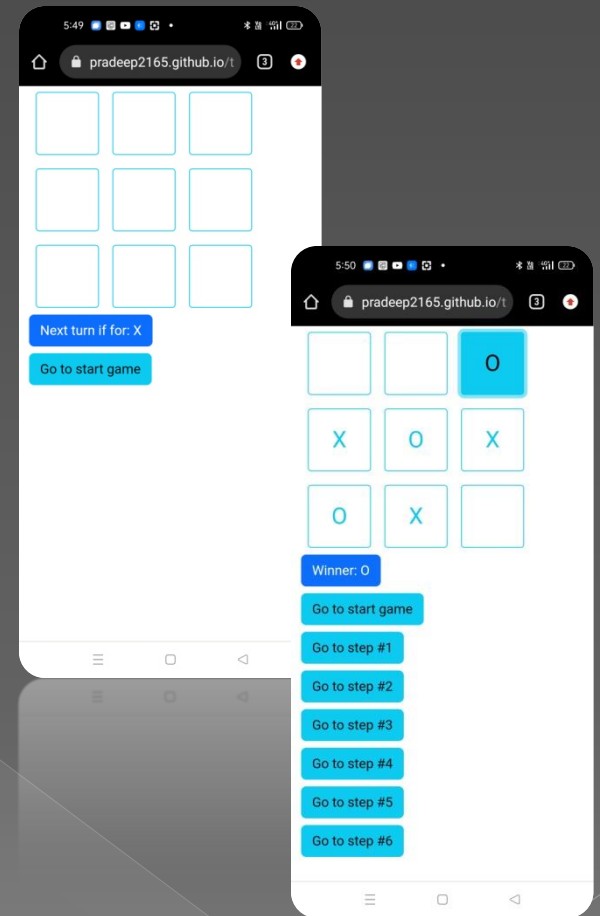 5:49
22
pradeep2165.github.io/t
3
Next turn if for: X
Go to start game
5:50
22
pradeep2165.github.io/t
3
O
X O X
O X
Winner: O
Go to start game
Go to step #1
Go to step #2
Go to step #3
Go to step #4
Go to step #5
Go to step #6